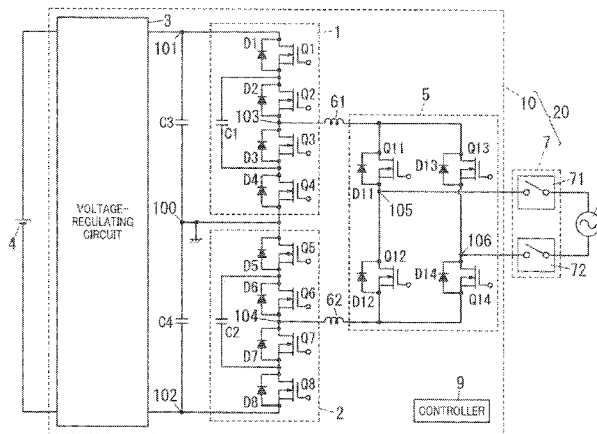 3
101
D1
Q1
1
D2
Q2
103
C1
C3
D3
Q3
D4
Q4
61
5
10
20
7
Q11
Q13
D11
D13
71
105
4
VOLTAGE-
REGULATING
CIRCUIT
100
D5
Q5
D6
Q6
104
C2
C4
D7
Q7
D8
Q8
102
2
62
Q12
106
D12
D14
Q14
72
9
CONTROLLER